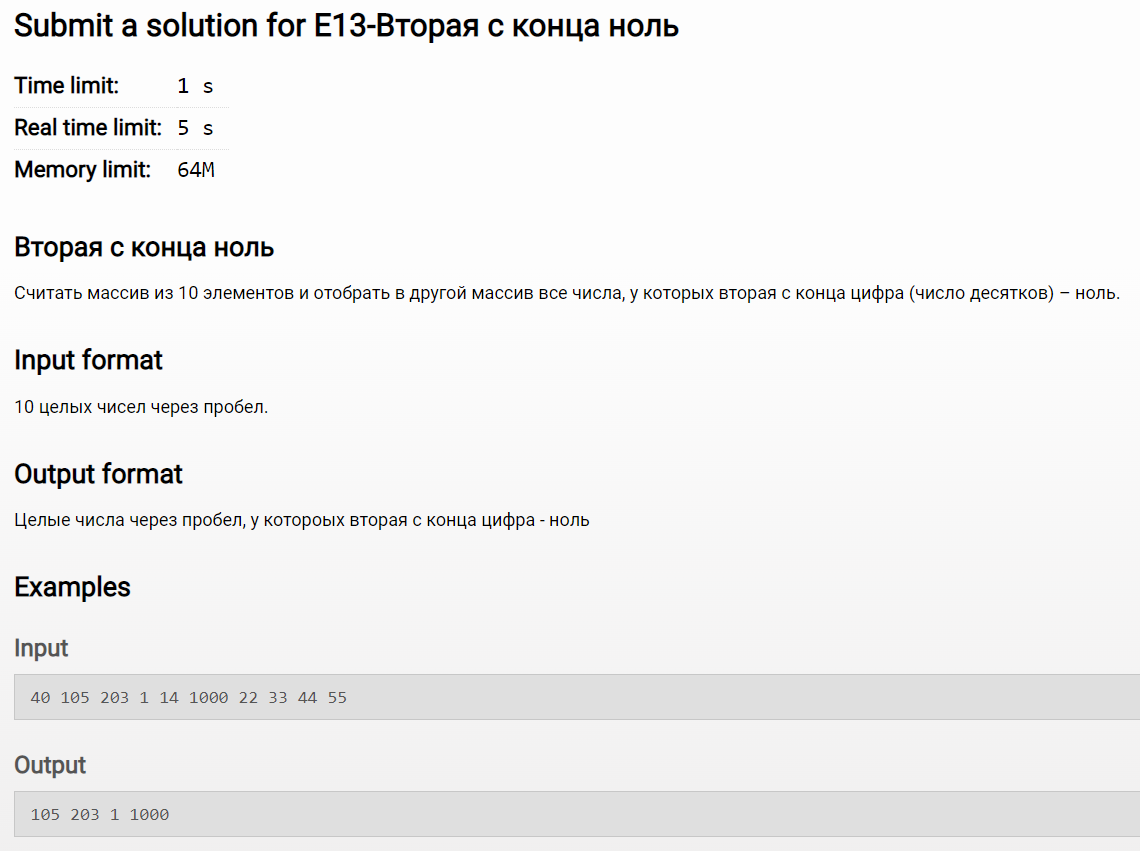 Submit a solution for E13-Вторая с конца ноль
Time limit: 1 s
Real time limit: 5 s
Memory limit: 64M
Вторая с конца ноль
Считать массив из 10 элементов и отобрать в другой массив все числа, у которых вторая с конца цифра (число десятков) – ноль.
Input format
10 целых чисел через пробел.
Output format
Целые числа через пробел, у котороых вторая с конца цифра - ноль
Examples
Input
40 105 203 1 14 1000 22 33 44 55
Output
105 203 1 1000